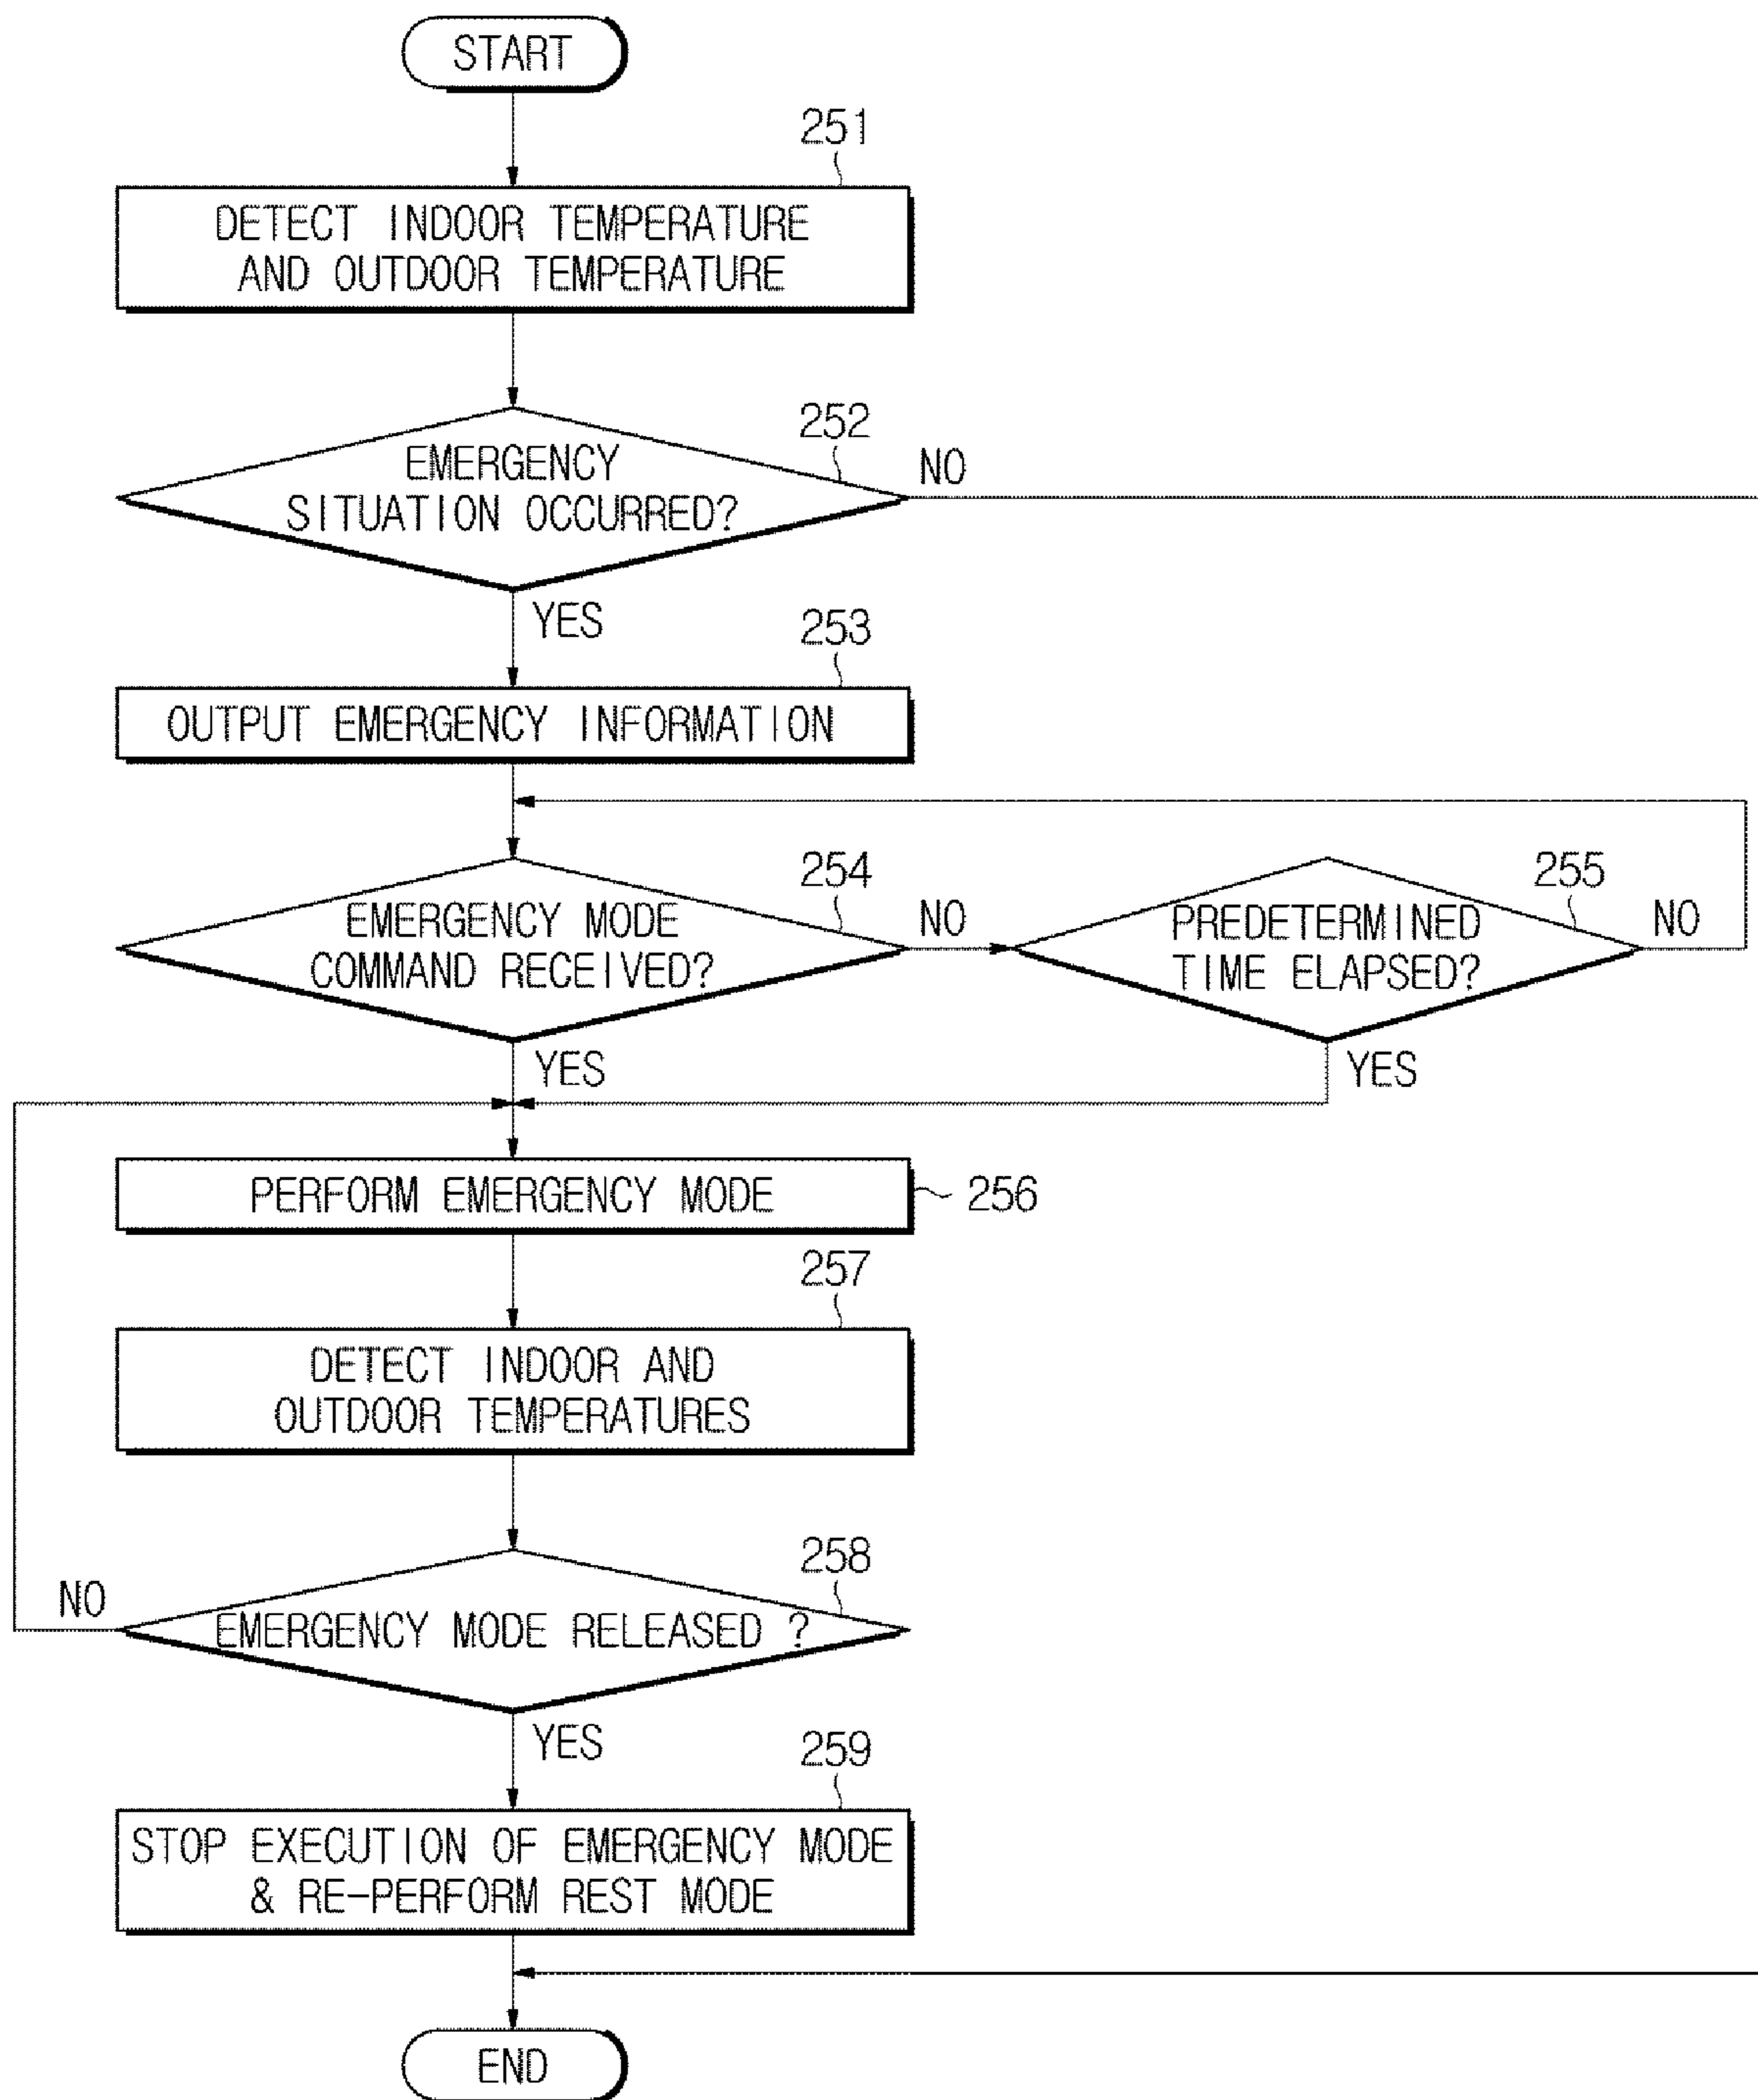 START
251
DETECT INDOOR TEMPERATURE
AND OUTDOOR TEMPERATURE
252
EMERGENCY
SITUATION OCCURRED?
NO
YES
253
OUTPUT EMERGENCY INFORMATION
254
EMERGENCY MODE
COMMAND RECEIVED?
NO
255
PREDETERMINED
TIME ELAPSED?
NO
YES
YES
PERFORM EMERGENCY MODE
256
257
DETECT INDOOR AND
OUTDOOR TEMPERATURES
258
NO
EMERGENCY MODE RELEASED ?
YES
259
STOP EXECUTION OF EMERGENCY MODE
& RE-PERFORM REST MODE
END